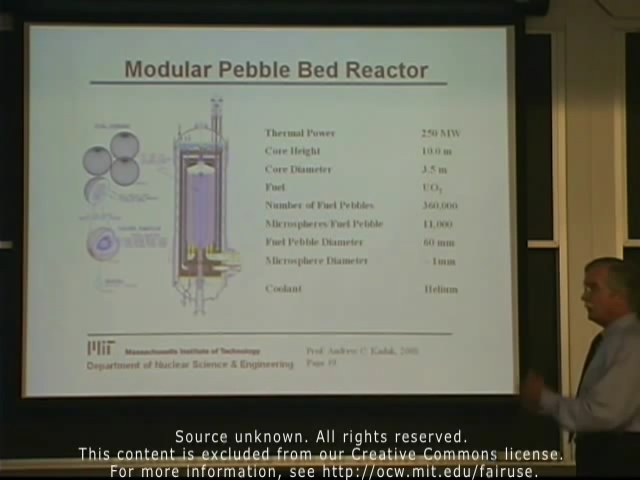 Modular Pebble Bed Reactor
Thermal Power 250 MW
Core Height 10.0 m
Core Diameter 3.5 m
Fuel UO2
Number of Fuel Pebbles 360,000
Microspheres/Fuel Pebble 11,000
Fuel Pebble Diameter 60 mm
Microsphere Diameter ~ 1mm
Coolant Helium
MIT Massachusetts Institute of Technology
Department of Nuclear Science & Engineering
Prof. Andrew C. Kadak,
Page
Source unknown. All rights reserved.
This content is excluded from our Creative Commons license.
For more information, see http://ocw.mit.edu/fairuse.